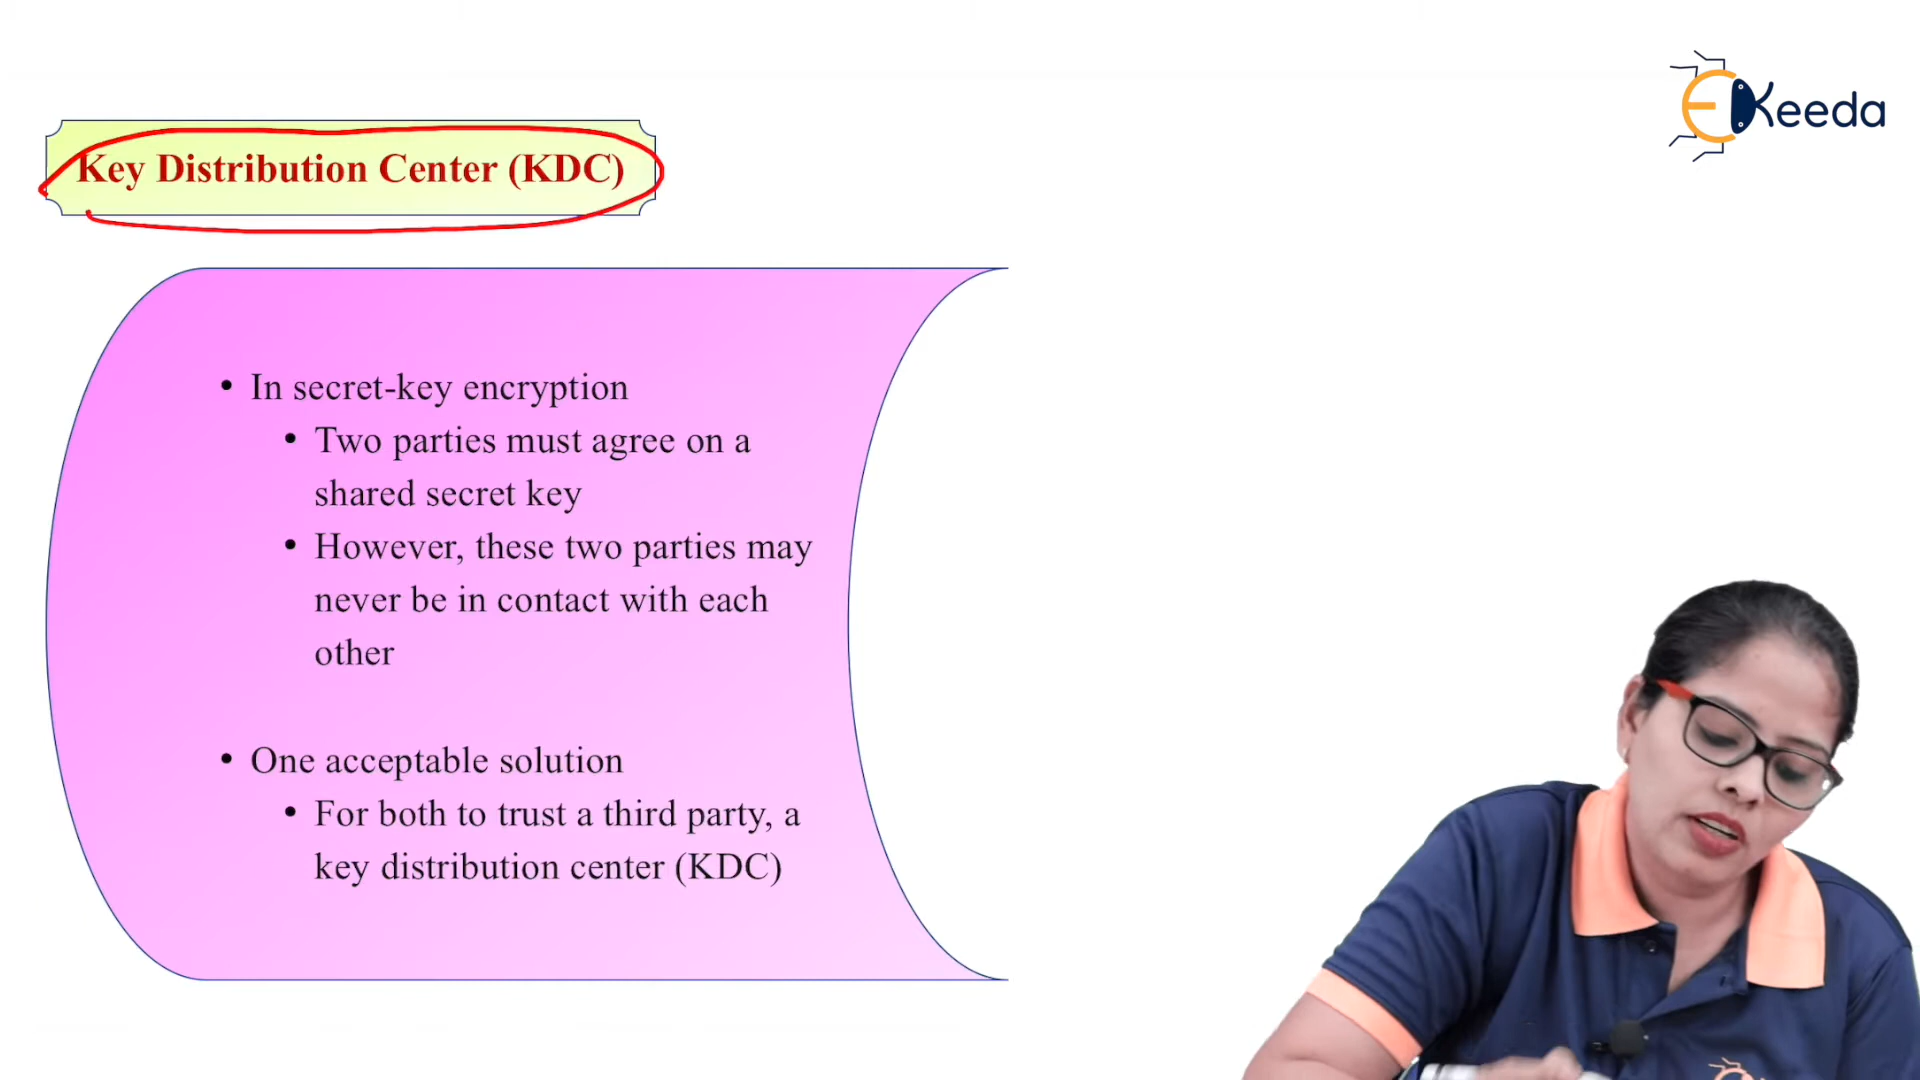 EKeeda
Key Distribution Center (KDC)
• In secret-key encryption
• Two parties must agree on a
shared secret key
• However, these two parties may
never be in contact with each
other
• One acceptable solution
• For both to trust a third party, a
key distribution center (KDC)